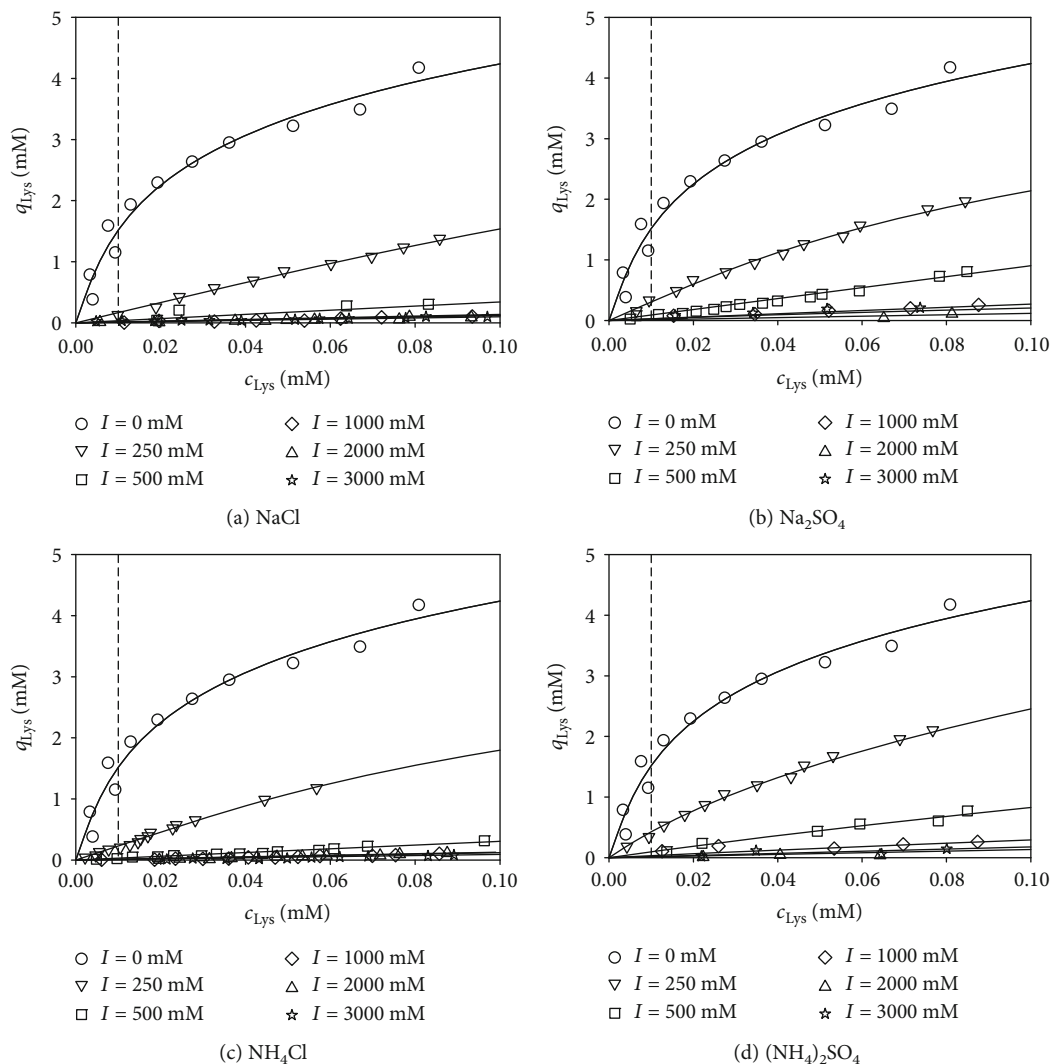 5
4
3
2
1
0
q_Lys (mM)
0.00 0.02 0.04 0.06 0.08 0.10
c_Lys (mM)
I = 0 mM I = 1000 mM
I = 250 mM I = 2000 mM
I = 500 mM I = 3000 mM
(a) NaCl
5
4
3
2
1
0
q_Lys (mM)
0.00 0.02 0.04 0.06 0.08 0.10
c_Lys (mM)
I = 0 mM I = 1000 mM
I = 250 mM I = 2000 mM
I = 500 mM I = 3000 mM
(b) Na₂SO₄
5
4
3
2
1
0
q_Lys (mM)
0.00 0.02 0.04 0.06 0.08 0.10
c_Lys (mM)
I = 0 mM I = 1000 mM
I = 250 mM I = 2000 mM
I = 500 mM I = 3000 mM
(c) NH₄Cl
5
4
3
2
1
0
q_Lys (mM)
0.00 0.02 0.04 0.06 0.08 0.10
c_Lys (mM)
I = 0 mM I = 1000 mM
I = 250 mM I = 2000 mM
I = 500 mM I = 3000 mM
(d) (NH₄)₂SO₄